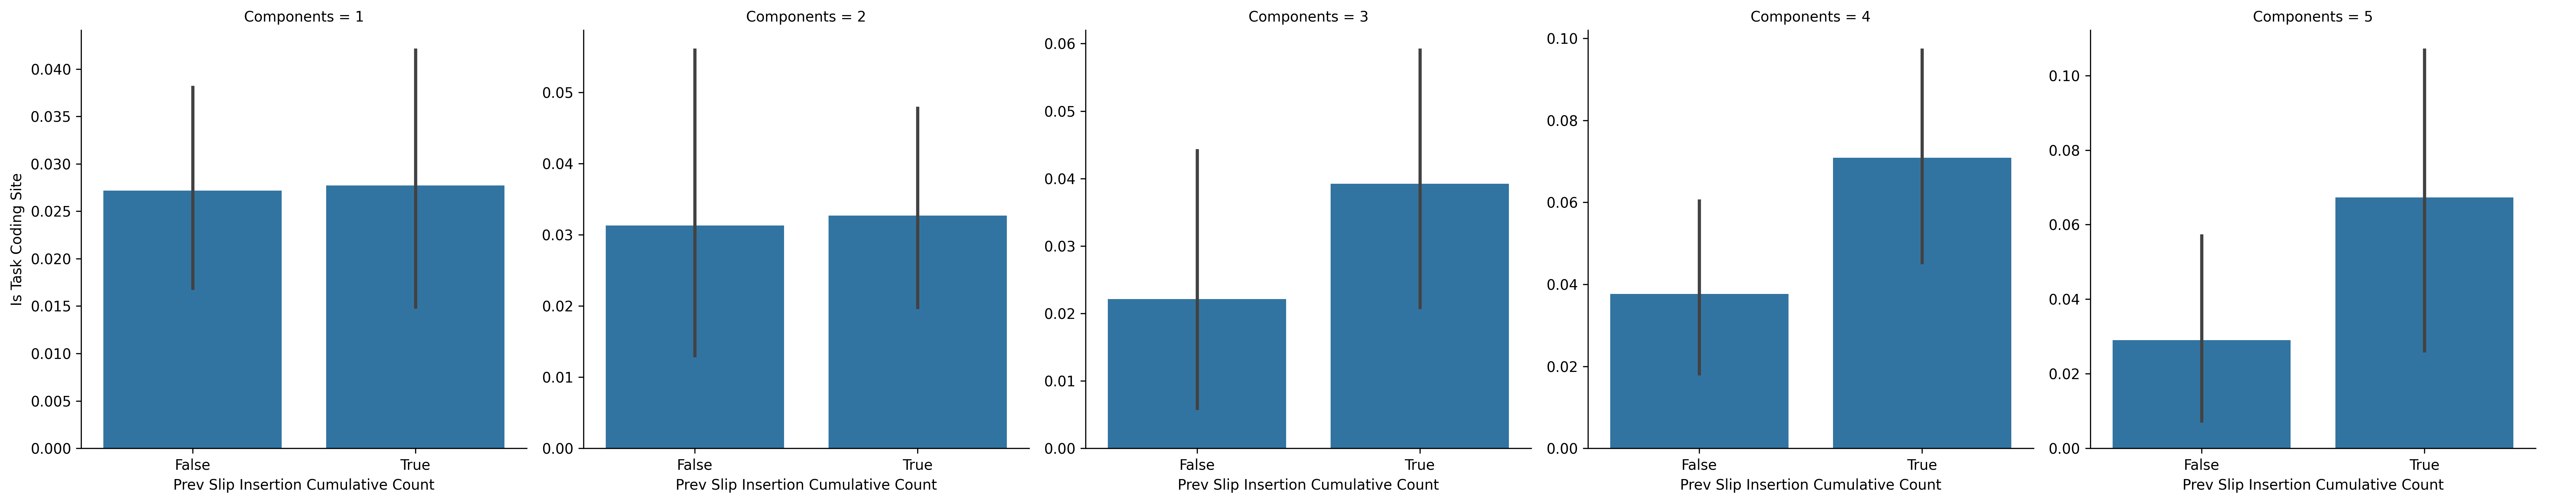 Components = 1
Components = 2
Components = 3
Components = 4
Components = 5
Is Task Coding Site
0.040
0.035
0.030
0.025
0.020
0.015
0.010
0.005
0.000
False
True
Prev Slip Insertion Cumulative Count
0.05
0.04
0.03
0.02
0.01
0.00
False
True
Prev Slip Insertion Cumulative Count
0.06
0.05
0.04
0.03
0.02
0.01
0.00
False
True
Prev Slip Insertion Cumulative Count
0.10
0.08
0.06
0.04
0.02
0.00
False
True
Prev Slip Insertion Cumulative Count
0.10
0.08
0.06
0.04
0.02
0.00
False
True
Prev Slip Insertion Cumulative Count